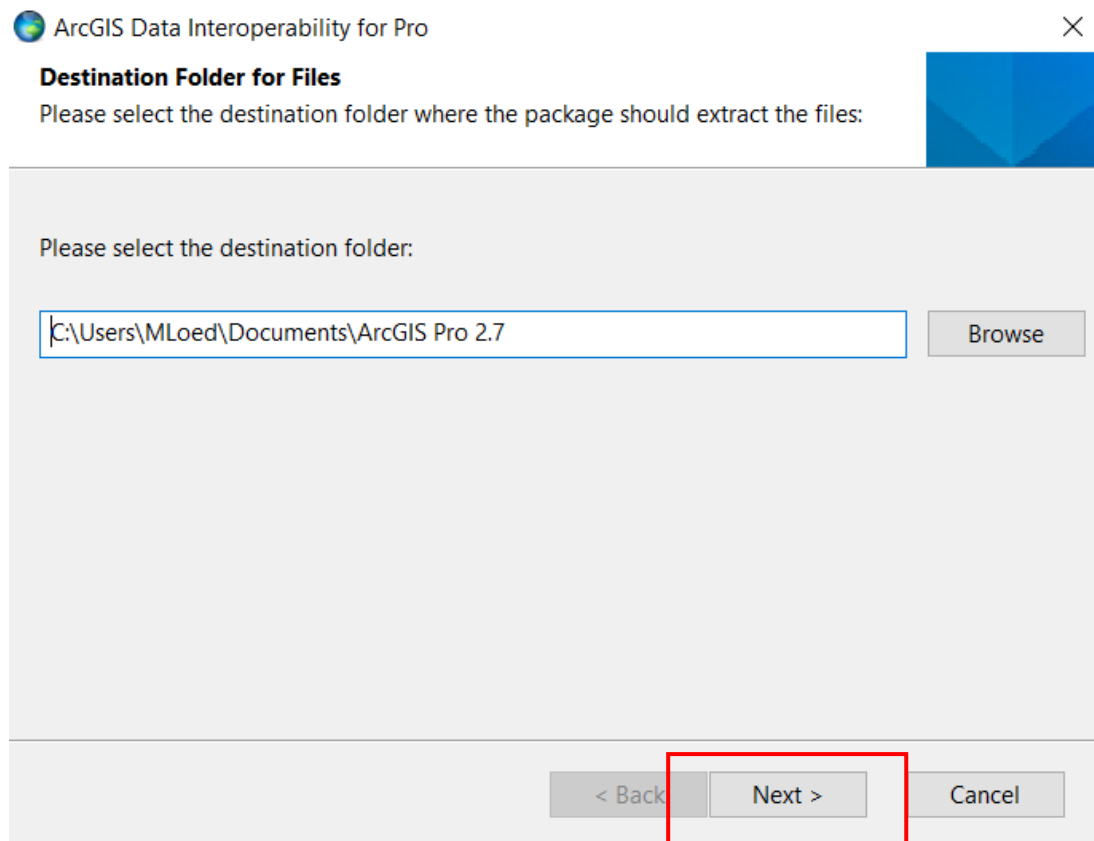 ArcGIS Data Interoperability for Pro
Destination Folder for Files
Please select the destination folder where the package should extract the files:
Please select the destination folder:
C:\Users\MLoed\Documents\ArcGIS Pro 2.7
Browse
< Back
Next >
Cancel